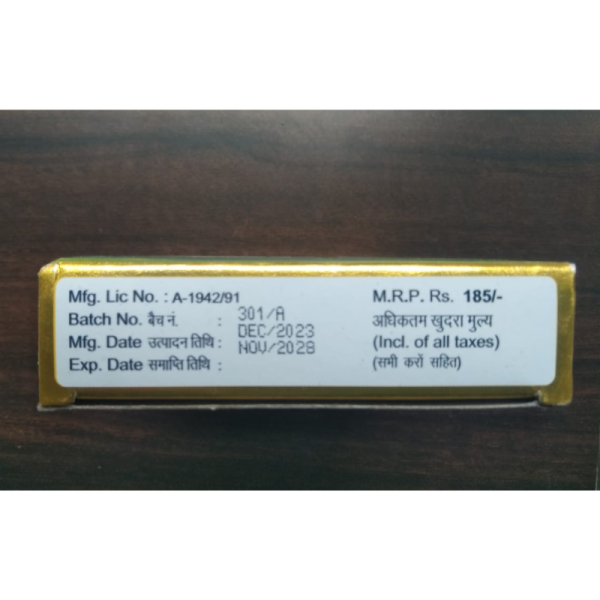 Mfg. Lic No. : A-1942/91
Batch No. बैच नं. : 301/A
Mfg. Date उत्पादन तिथि : DEC/2023
Exp. Date समाप्ति तिथि : NOV/2028
M.R.P. Rs. 185/-
अधिकतम खुदरा मुल्य
(Incl. of all taxes)
(सभी करों सहित)